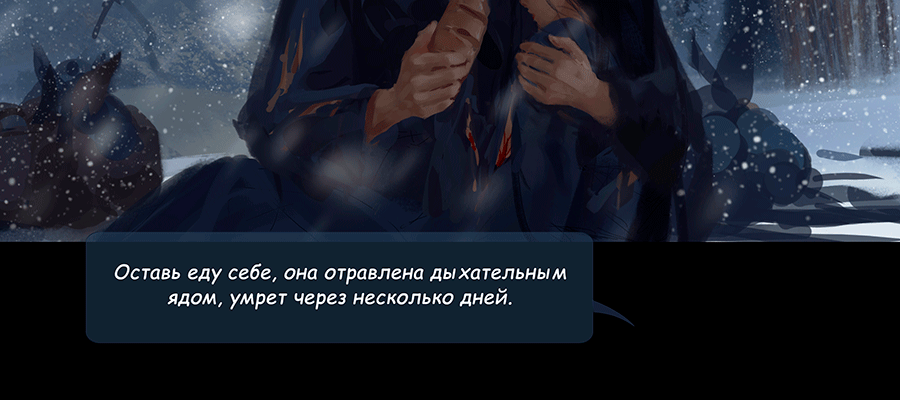 Оставь еду себе, она отравлена дыхательным
ядом, умрет через несколько дней.